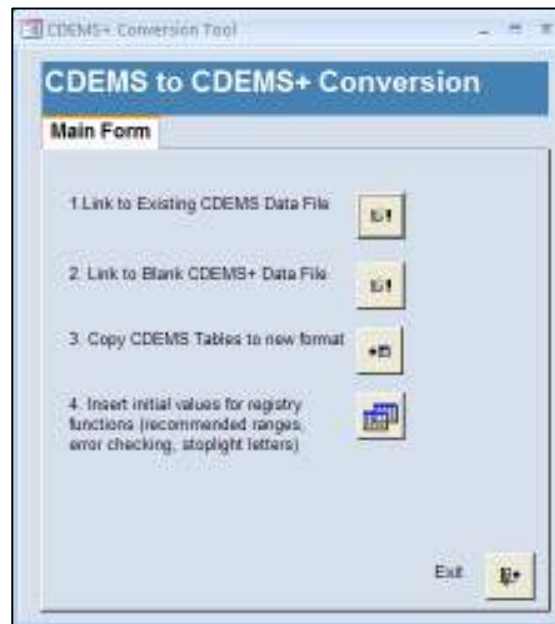 CDEMS+ Conversion Tool
CDEMS to CDEMS+ Conversion
Main Form
1.Link to Existing CDEMS Data File
2. Link to Blank CDEMS+ Data File
3. Copy CDEMS Tables to new format
4. Insert initial values for registry
functions (recommended ranges,
error checking, stoplight letters)
Exit